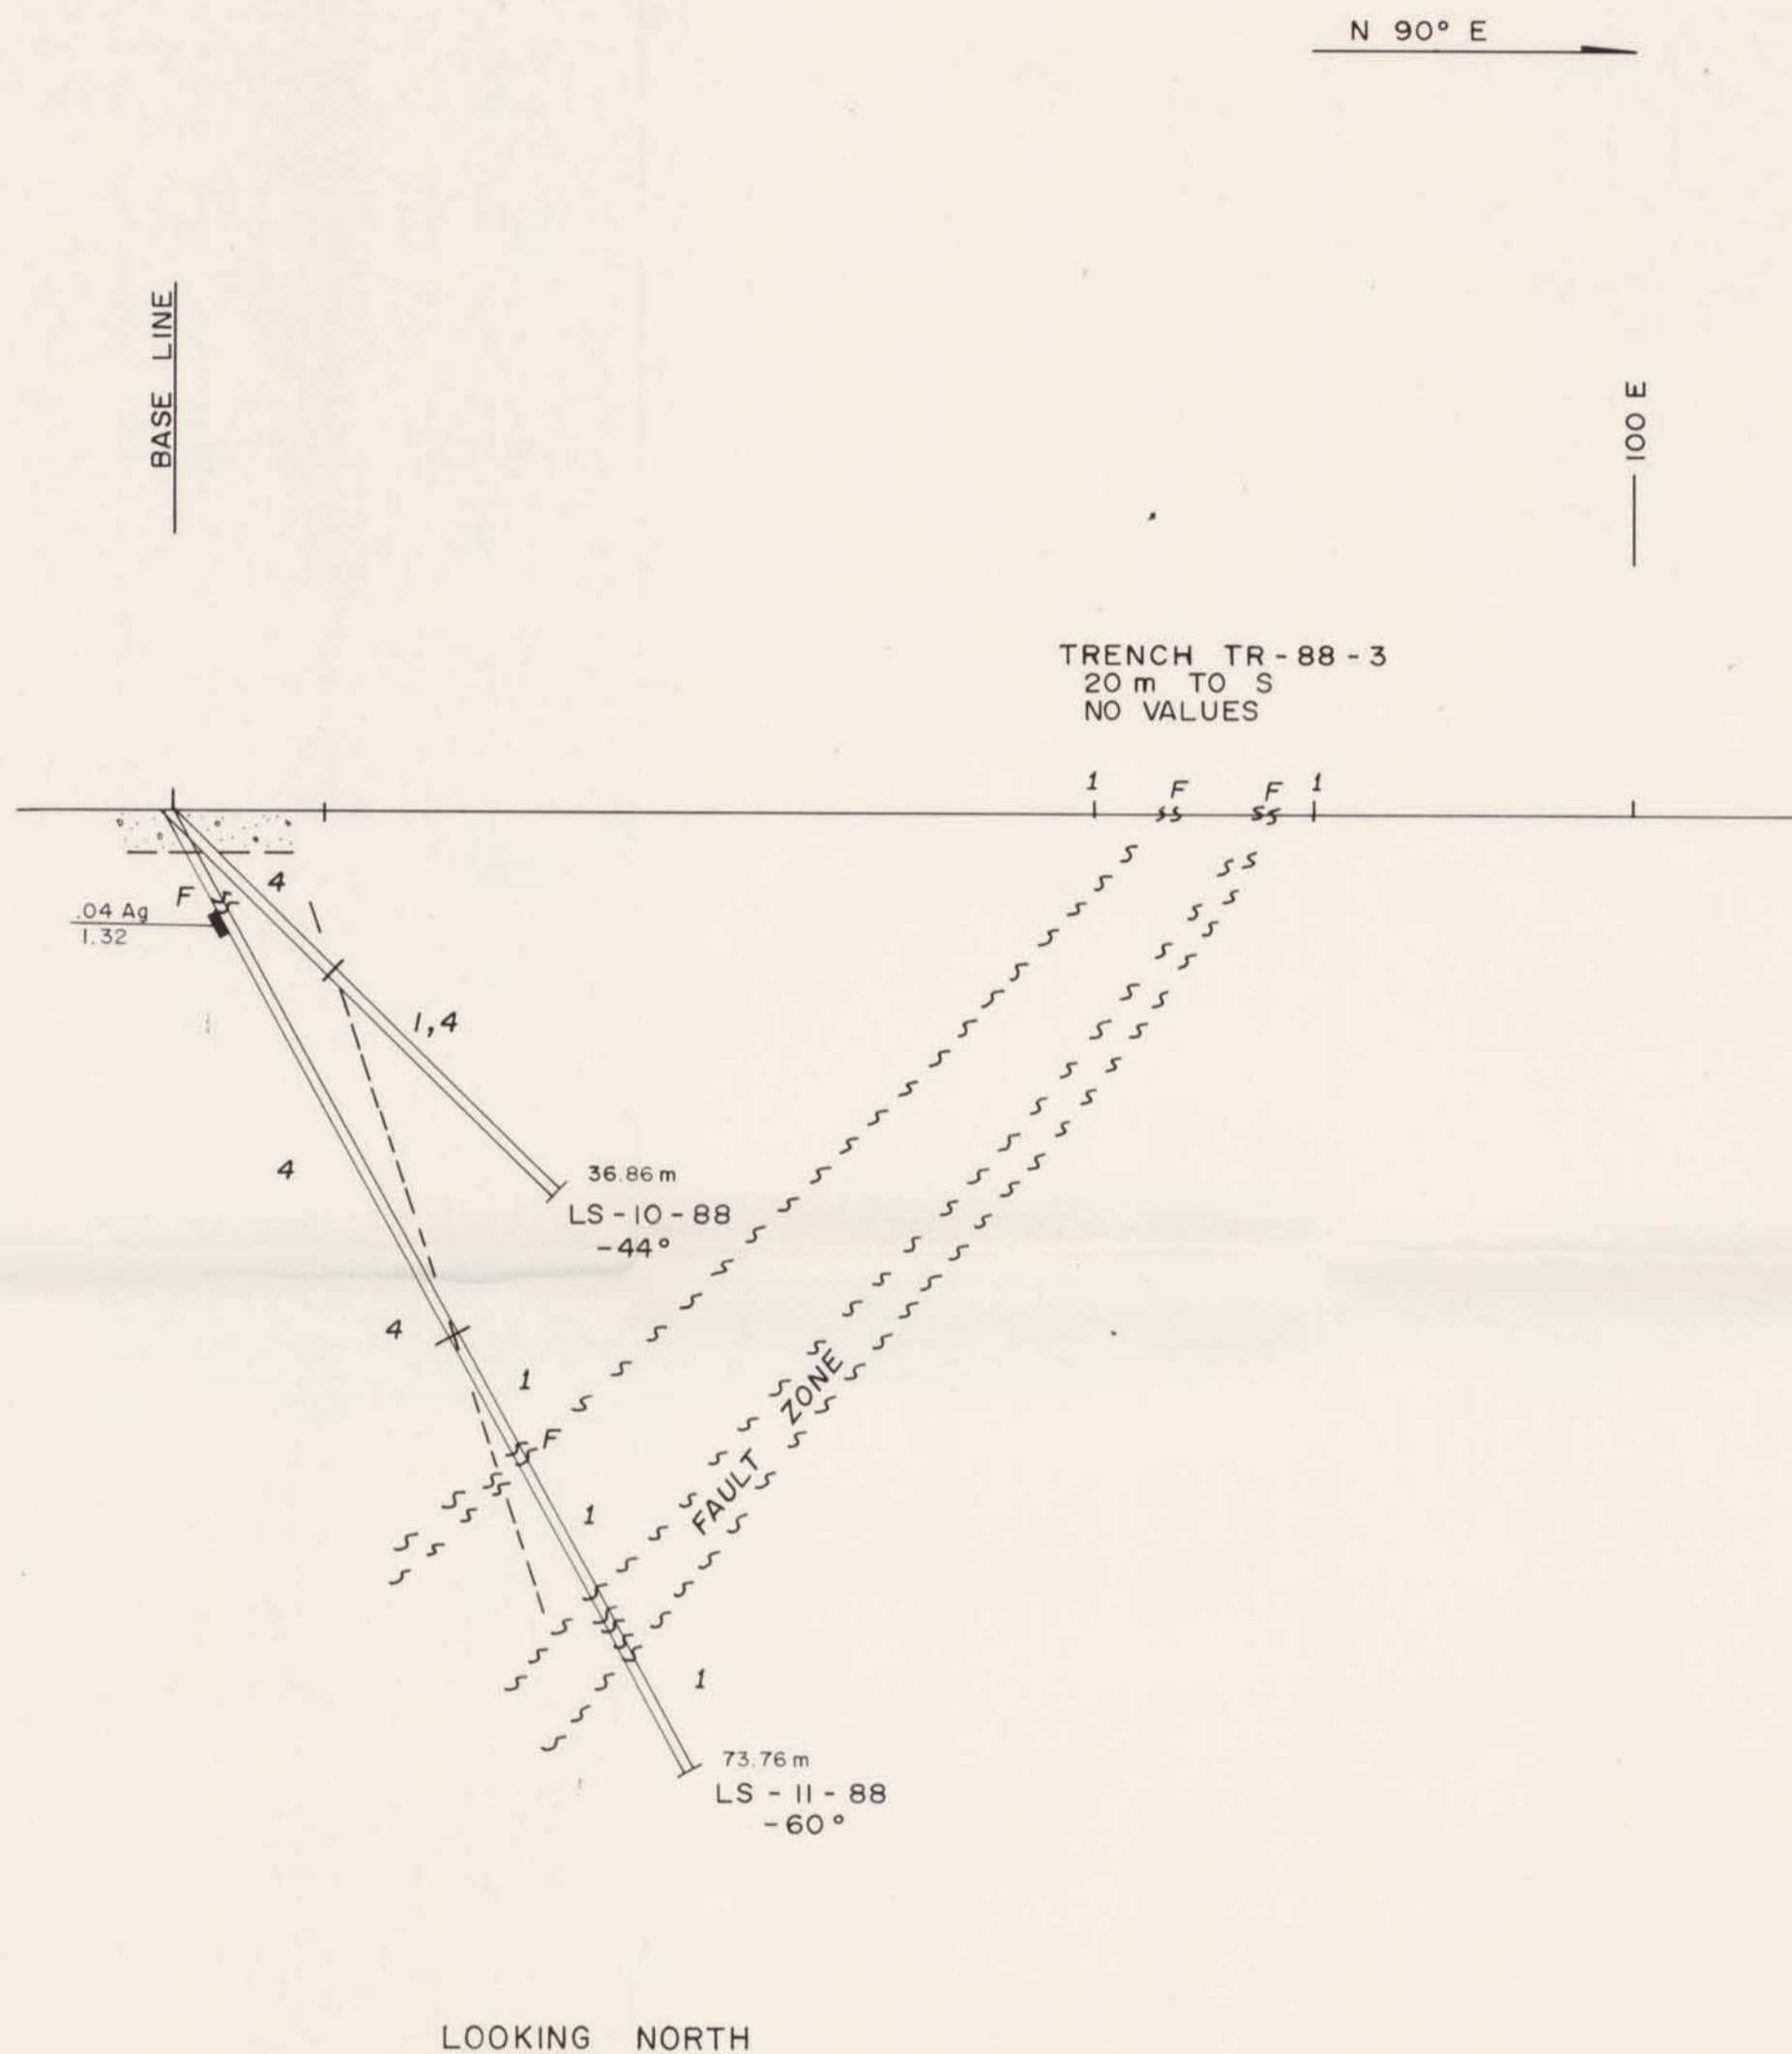 N 90° E
BASE LINE
100 E
TRENCH TR-88-3
20 m TO S
NO VALUES
1 F F 1
4
F
.04 Ag
1.32
1,4
4
36.86 m
LS-10-88
-44°
4
1
ZONE
F
FAULT
1
1
73.76 m
LS-11-88
-60°
LOOKING NORTH